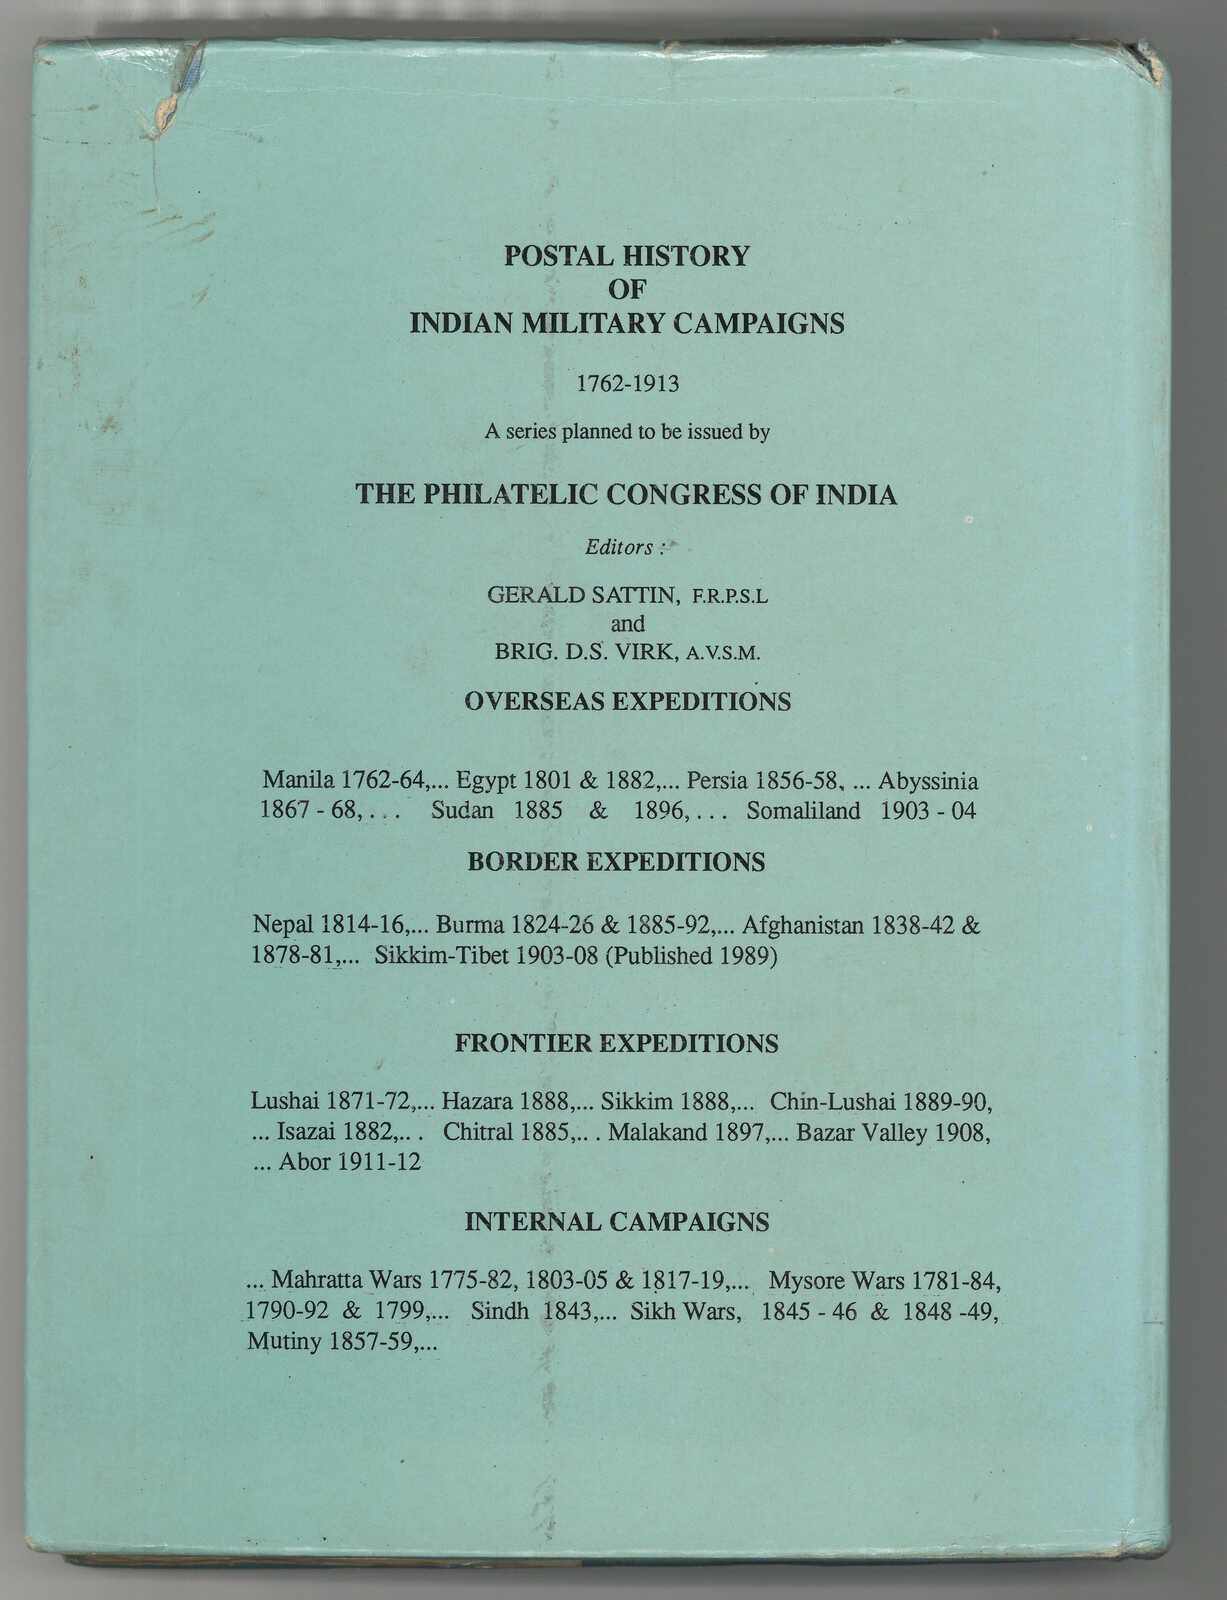 POSTAL HISTORY
OF
INDIAN MILITARY CAMPAIGNS
1762-1913
A series planned to be issued by
THE PHILATELIC CONGRESS OF INDIA
Editors :
GERALD SATTIN, F.R.P.S.L
and
BRIG. D.S. VIRK, A.V.S.M.
OVERSEAS EXPEDITIONS
Manila 1762-64,... Egypt 1801 & 1882,... Persia 1856-58, ... Abyssinia
1867 - 68, . . . Sudan 1885 & 1896, . . . Somaliland 1903 - 04
BORDER EXPEDITIONS
Nepal 1814-16,... Burma 1824-26 & 1885-92,... Afghanistan 1838-42 &
1878-81,... Sikkim-Tibet 1903-08 (Published 1989)
FRONTIER EXPEDITIONS
Lushai 1871-72,... Hazara 1888,... Sikkim 1888,... Chin-Lushai 1889-90,
... Isazai 1882,.. . Chitral 1885,.. . Malakand 1897,... Bazar Valley 1908,
... Abor 1911-12
INTERNAL CAMPAIGNS
... Mahratta Wars 1775-82, 1803-05 & 1817-19,... Mysore Wars 1781-84,
1790-92 & 1799,... Sindh 1843,... Sikh Wars, 1845 - 46 & 1848 -49,
Mutiny 1857-59,...